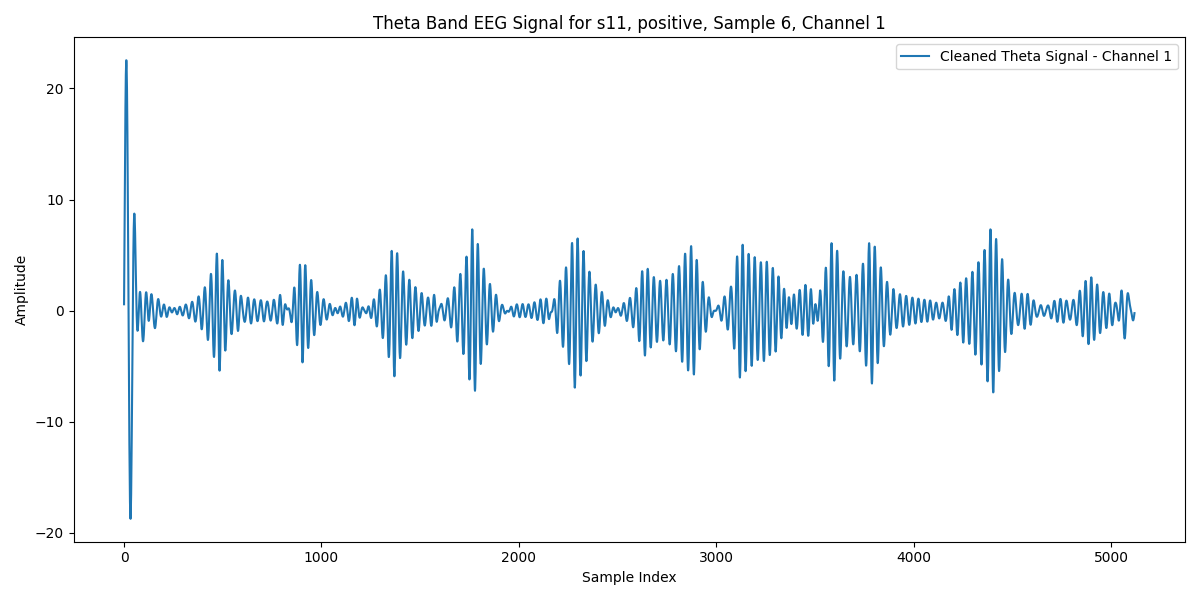 Theta Band EEG Signal for s11, positive, Sample 6, Channel 1
Cleaned Theta Signal - Channel 1
Amplitude
20
10
0
−10
−20
0 1000 2000 3000 4000 5000
Sample Index